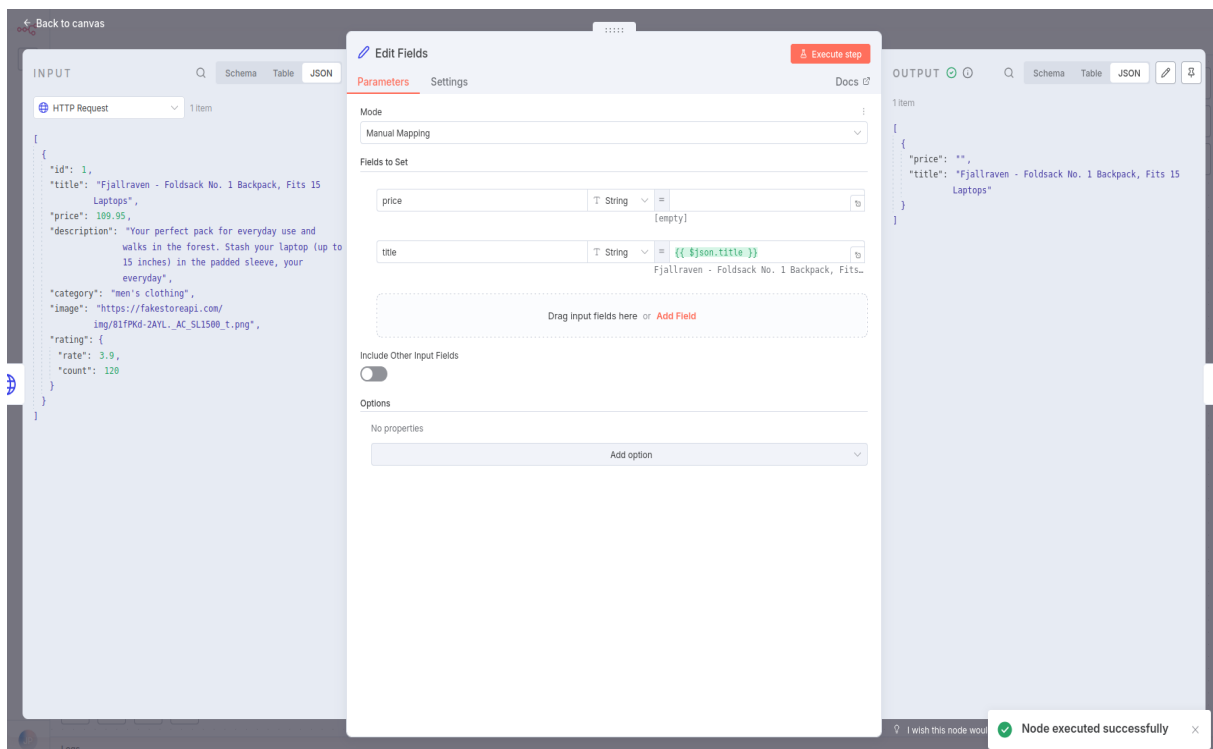 ← Back to canvas
INPUT
Schema Table JSON
HTTP Request
1 item
[
{
"id": 1,
"title": "Fjallraven - Foldsack No. 1 Backpack, Fits 15
Laptops",
"price": 109.95,
"description": "Your perfect pack for everyday use and
walks in the forest. Stash your laptop (up to
15 inches) in the padded sleeve, your
everyday",
"category": "men's clothing",
"image": "https://fakestoreapi.com/
img/81fPKd-2AYL._AC_SL1500_t.png",
"rating": {
"rate": 3.9,
"count": 120
}
}
]
Edit Fields
Execute step
Parameters Settings
Docs
Mode
Manual Mapping
Fields to Set
price T String =
[empty]
title T String = {{ $json.title }}
Fjallraven - Foldsack No. 1 Backpack, Fits…
Drag input fields here or Add Field
Include Other Input Fields
Options
No properties
Add option
OUTPUT
Schema Table JSON
1 item
[
{
"price": "",
"title": "Fjallraven - Foldsack No. 1 Backpack, Fits 15
Laptops"
}
]
I wish this node
Node executed successfully